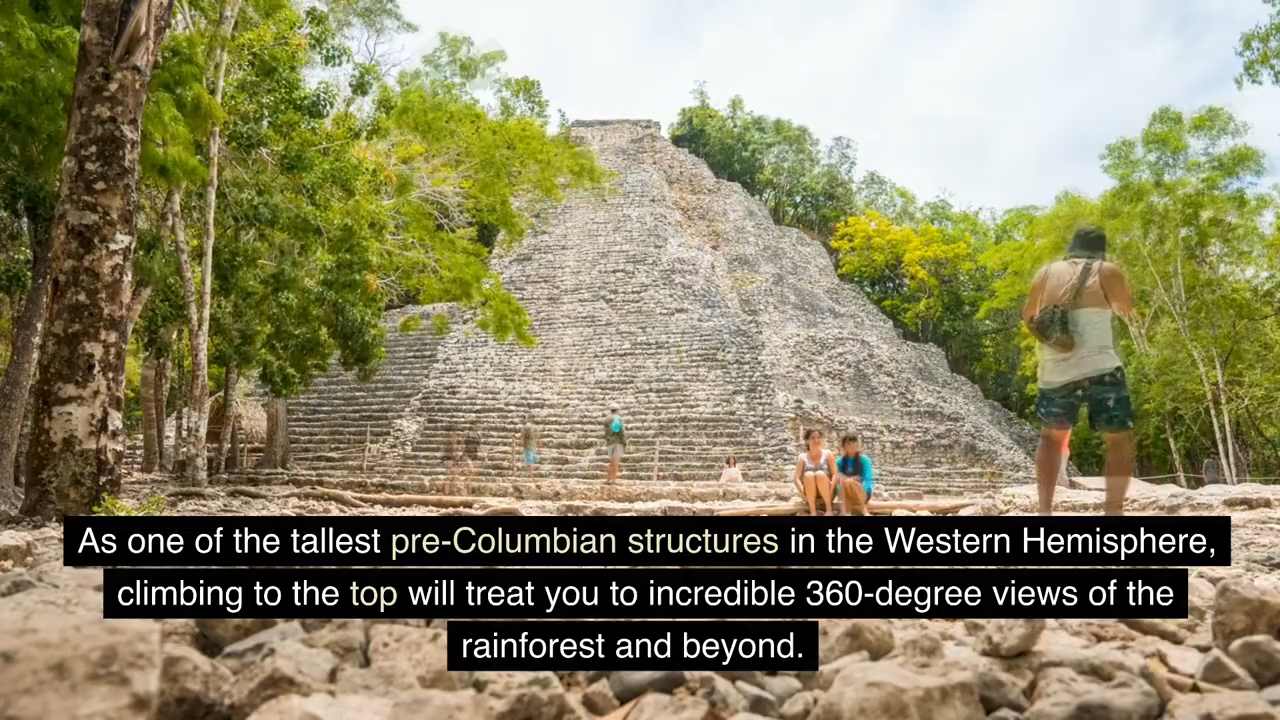 As one of the tallest pre-Columbian structures in the Western Hemisphere,
climbing to the top will treat you to incredible 360-degree views of the
rainforest and beyond.